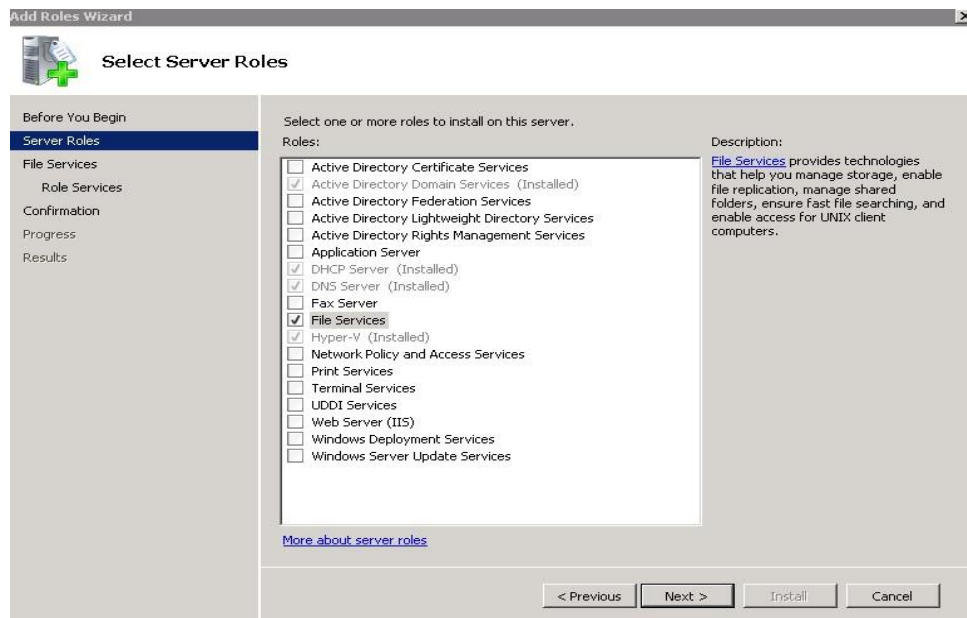 Add Roles Wizard
Select Server Roles
Before You Begin
Server Roles
File Services
Role Services
Confirmation
Progress
Results
Select one or more roles to install on this server.
Roles:
Active Directory Certificate Services
Active Directory Domain Services (Installed)
Active Directory Federation Services
Active Directory Lightweight Directory Services
Active Directory Rights Management Services
Application Server
DHCP Server (Installed)
DNS Server (Installed)
Fax Server
File Services
Hyper-V (Installed)
Network Policy and Access Services
Print Services
Terminal Services
UDDI Services
Web Server (IIS)
Windows Deployment Services
Windows Server Update Services
More about server roles
Description:
File Services provides technologies
that help you manage storage, enable
file replication, manage shared
folders, ensure fast file searching, and
enable access for UNIX client
computers.
< Previous
Next >
Install
Cancel